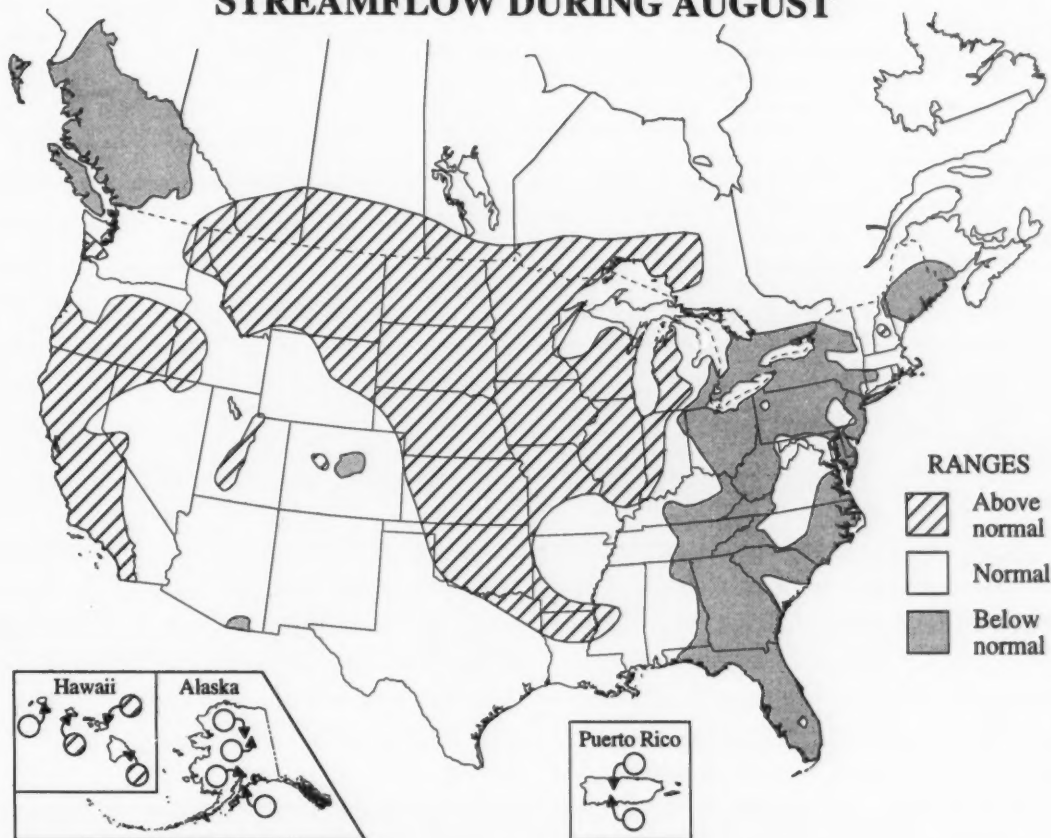 STREAMFLOW DURING AUGUST
RANGES
Above
normal
Normal
Below
normal
Hawaii
Alaska
Puerto Rico